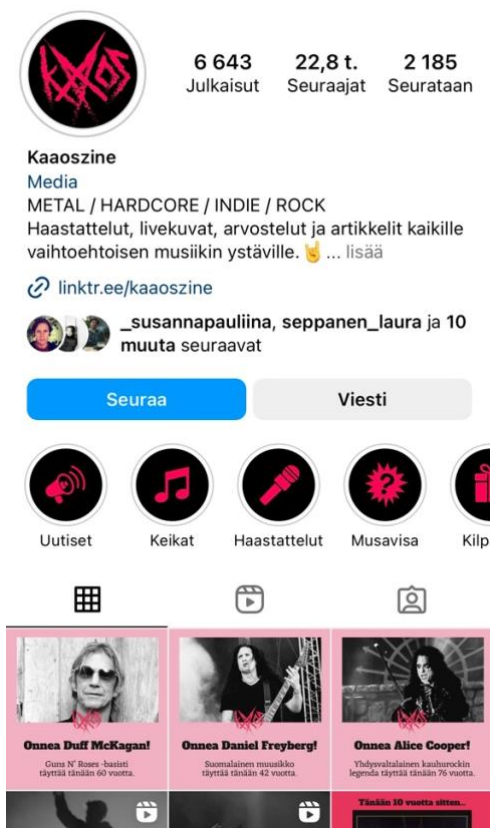 KAAOS
6 643
22,8 t.
2 185
Julkaisut
Seuraajat
Seurataan
Kaaoszine
Media
METAL / HARDCORE / INDIE / ROCK
Haastattelut, livekuvat, arvostelut ja artikkelit kaikille
vaihtoehtoisen musiikin ystäville. 🤘 ... lisää
linktr.ee/kaaoszine
_susannapauliina, seppanen_laura ja 10
muuta seuraavat
Seuraa
Viesti
Uutiset
Keikat
Haastattelut
Musavisa
Kilp
Onnea Duff McKagan!
Guns N' Roses -basisti
täyttää tänään 60 vuotta.
Onnea Daniel Freyberg!
Suomalainen muusikko
täyttää tänään 42 vuotta.
Onnea Alice Cooper!
Yhdysvaltalainen kauhurockin
legenda täyttää tänään 76 vuotta.
Tänään 10 vuotta sitten..